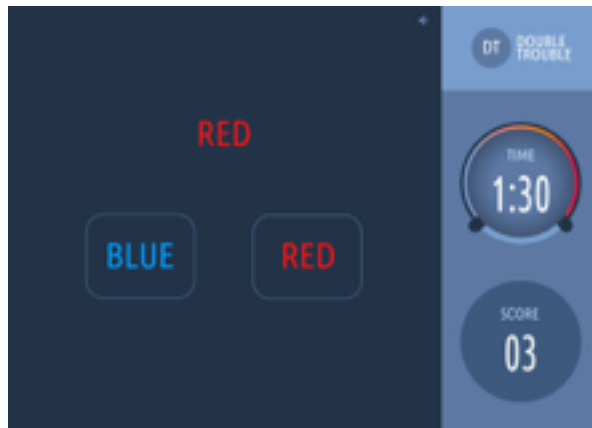 DT DOUBLE
TROUBLE
RED
BLUE RED
TIME
1:30
SCORE
03